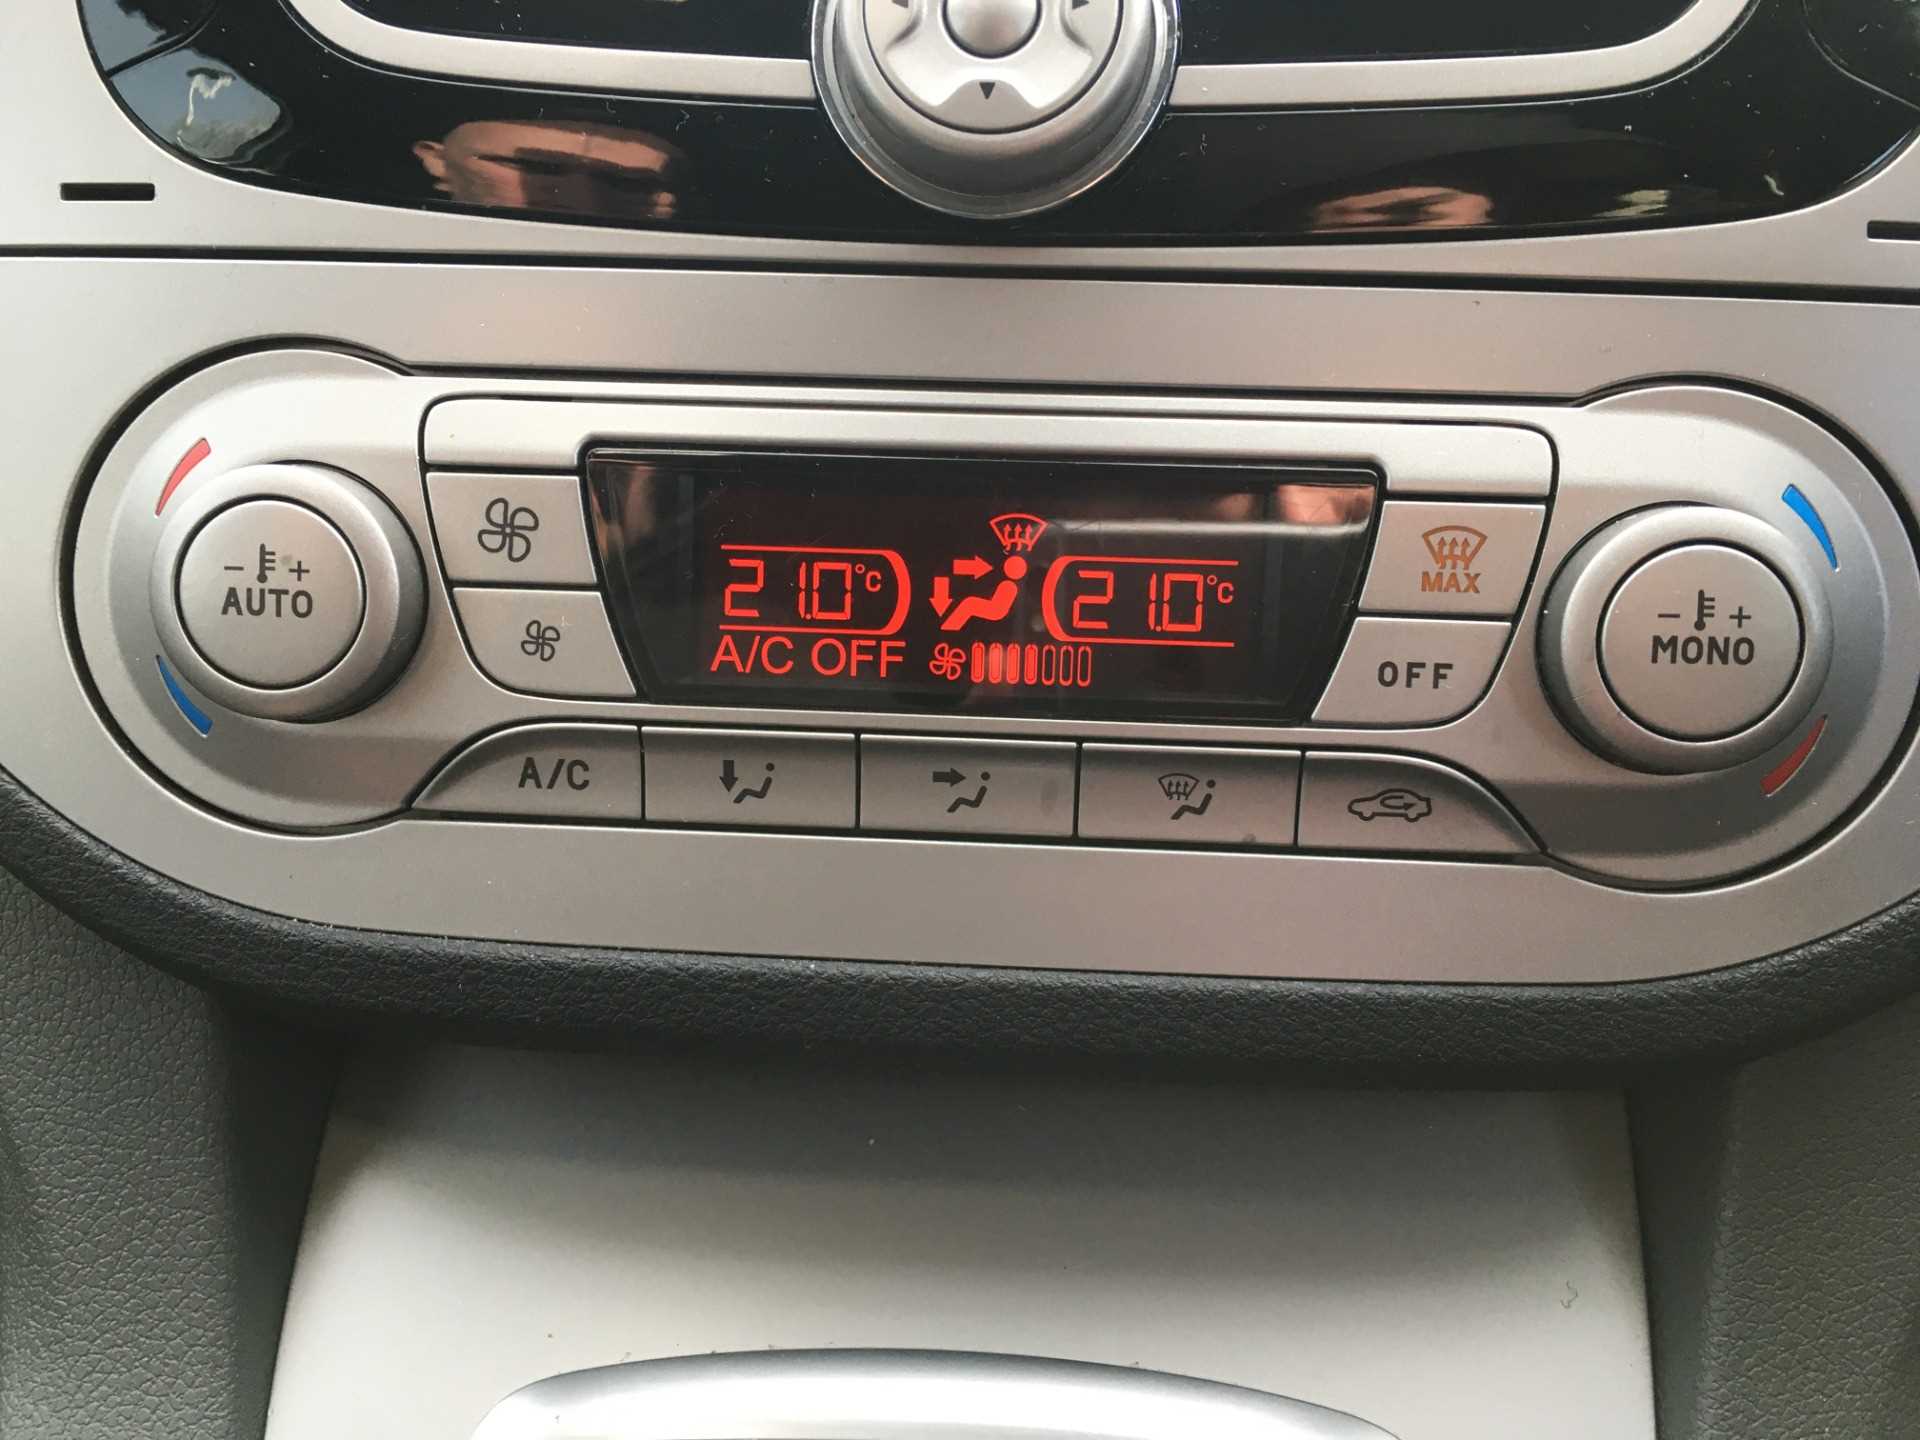 21.0°C 21.0°C
A/C OFF
- + AUTO
MAX
OFF
- + MONO
A/C